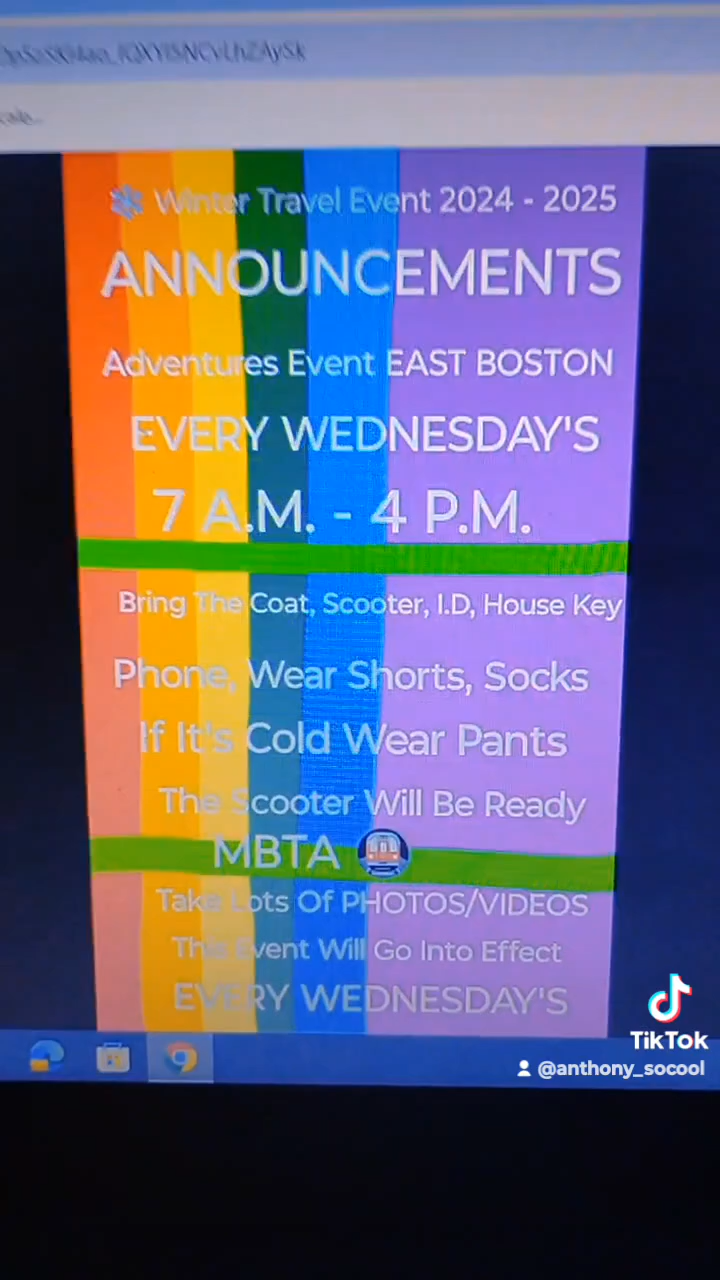 Winter Travel Event 2024 - 2025
ANNOUNCEMENTS
Adventures Event EAST BOSTON
EVERY WEDNESDAY'S
7 A.M. - 4 P.M.
Bring The Coat, Scooter, I.D, House Key
Phone, Wear Shorts, Socks
If It's Cold Wear Pants
The Scooter Will Be Ready
MBTA
Take Lots Of PHOTOS/VIDEOS
This Event Will Go Into Effect
EVERY WEDNESDAY'S
TikTok
@anthony_socool